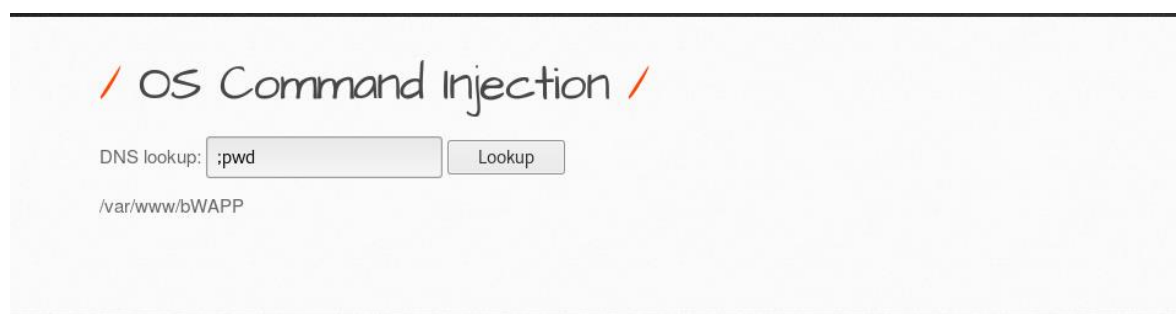 / OS Command Injection /
DNS lookup: ;pwd Lookup
/var/www/bWAPP